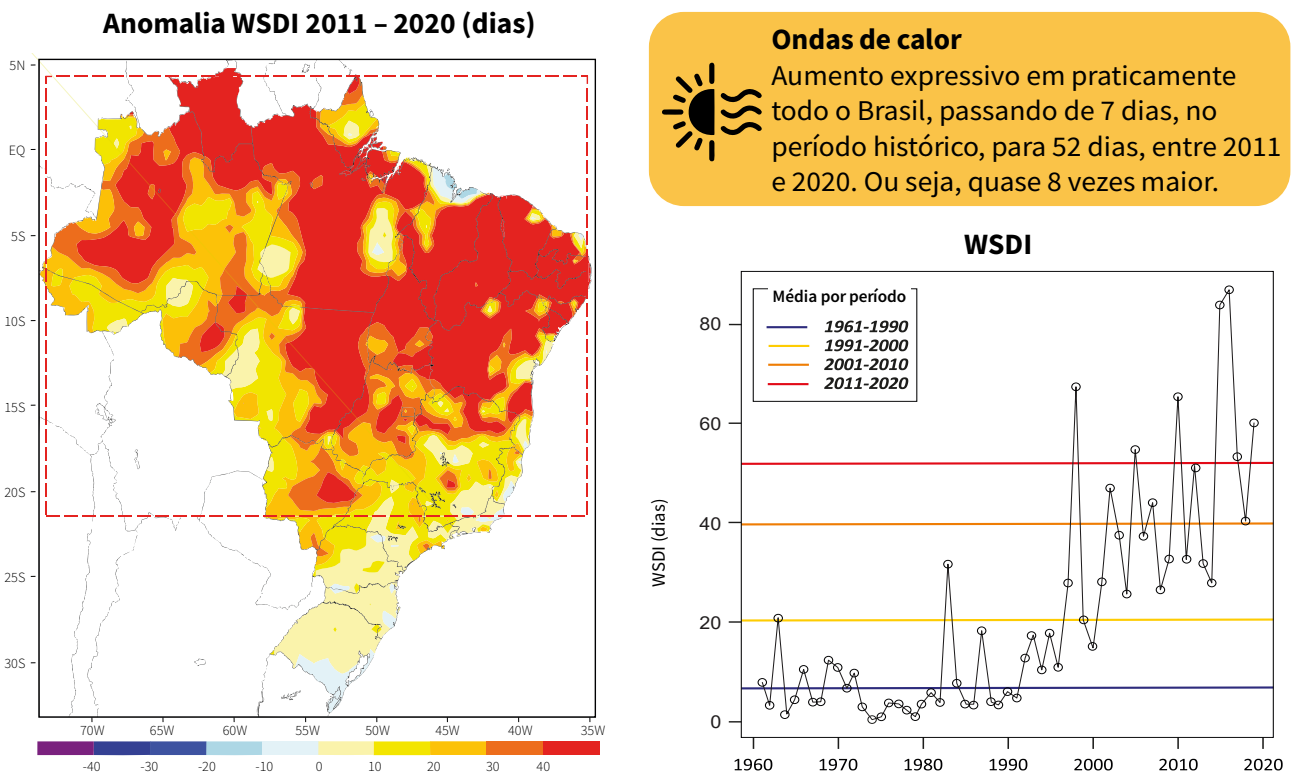 Anomalia WSDI 2011 – 2020 (dias)
5N
EQ
5S
10S
15S
20S
25S
30S
70W 65W 60W 55W 50W 45W 40W 35W
-40 -30 -20 -10 0 10 20 30 40
Ondas de calor
Aumento expressivo em praticamente
todo o Brasil, passando de 7 dias, no
período histórico, para 52 dias, entre 2011
e 2020. Ou seja, quase 8 vezes maior.
WSDI
Média por período
1961-1990
1991-2000
2001-2010
2011-2020
WSDI (dias)
80
60
40
20
0
1960 1970 1980 1990 2000 2010 2020